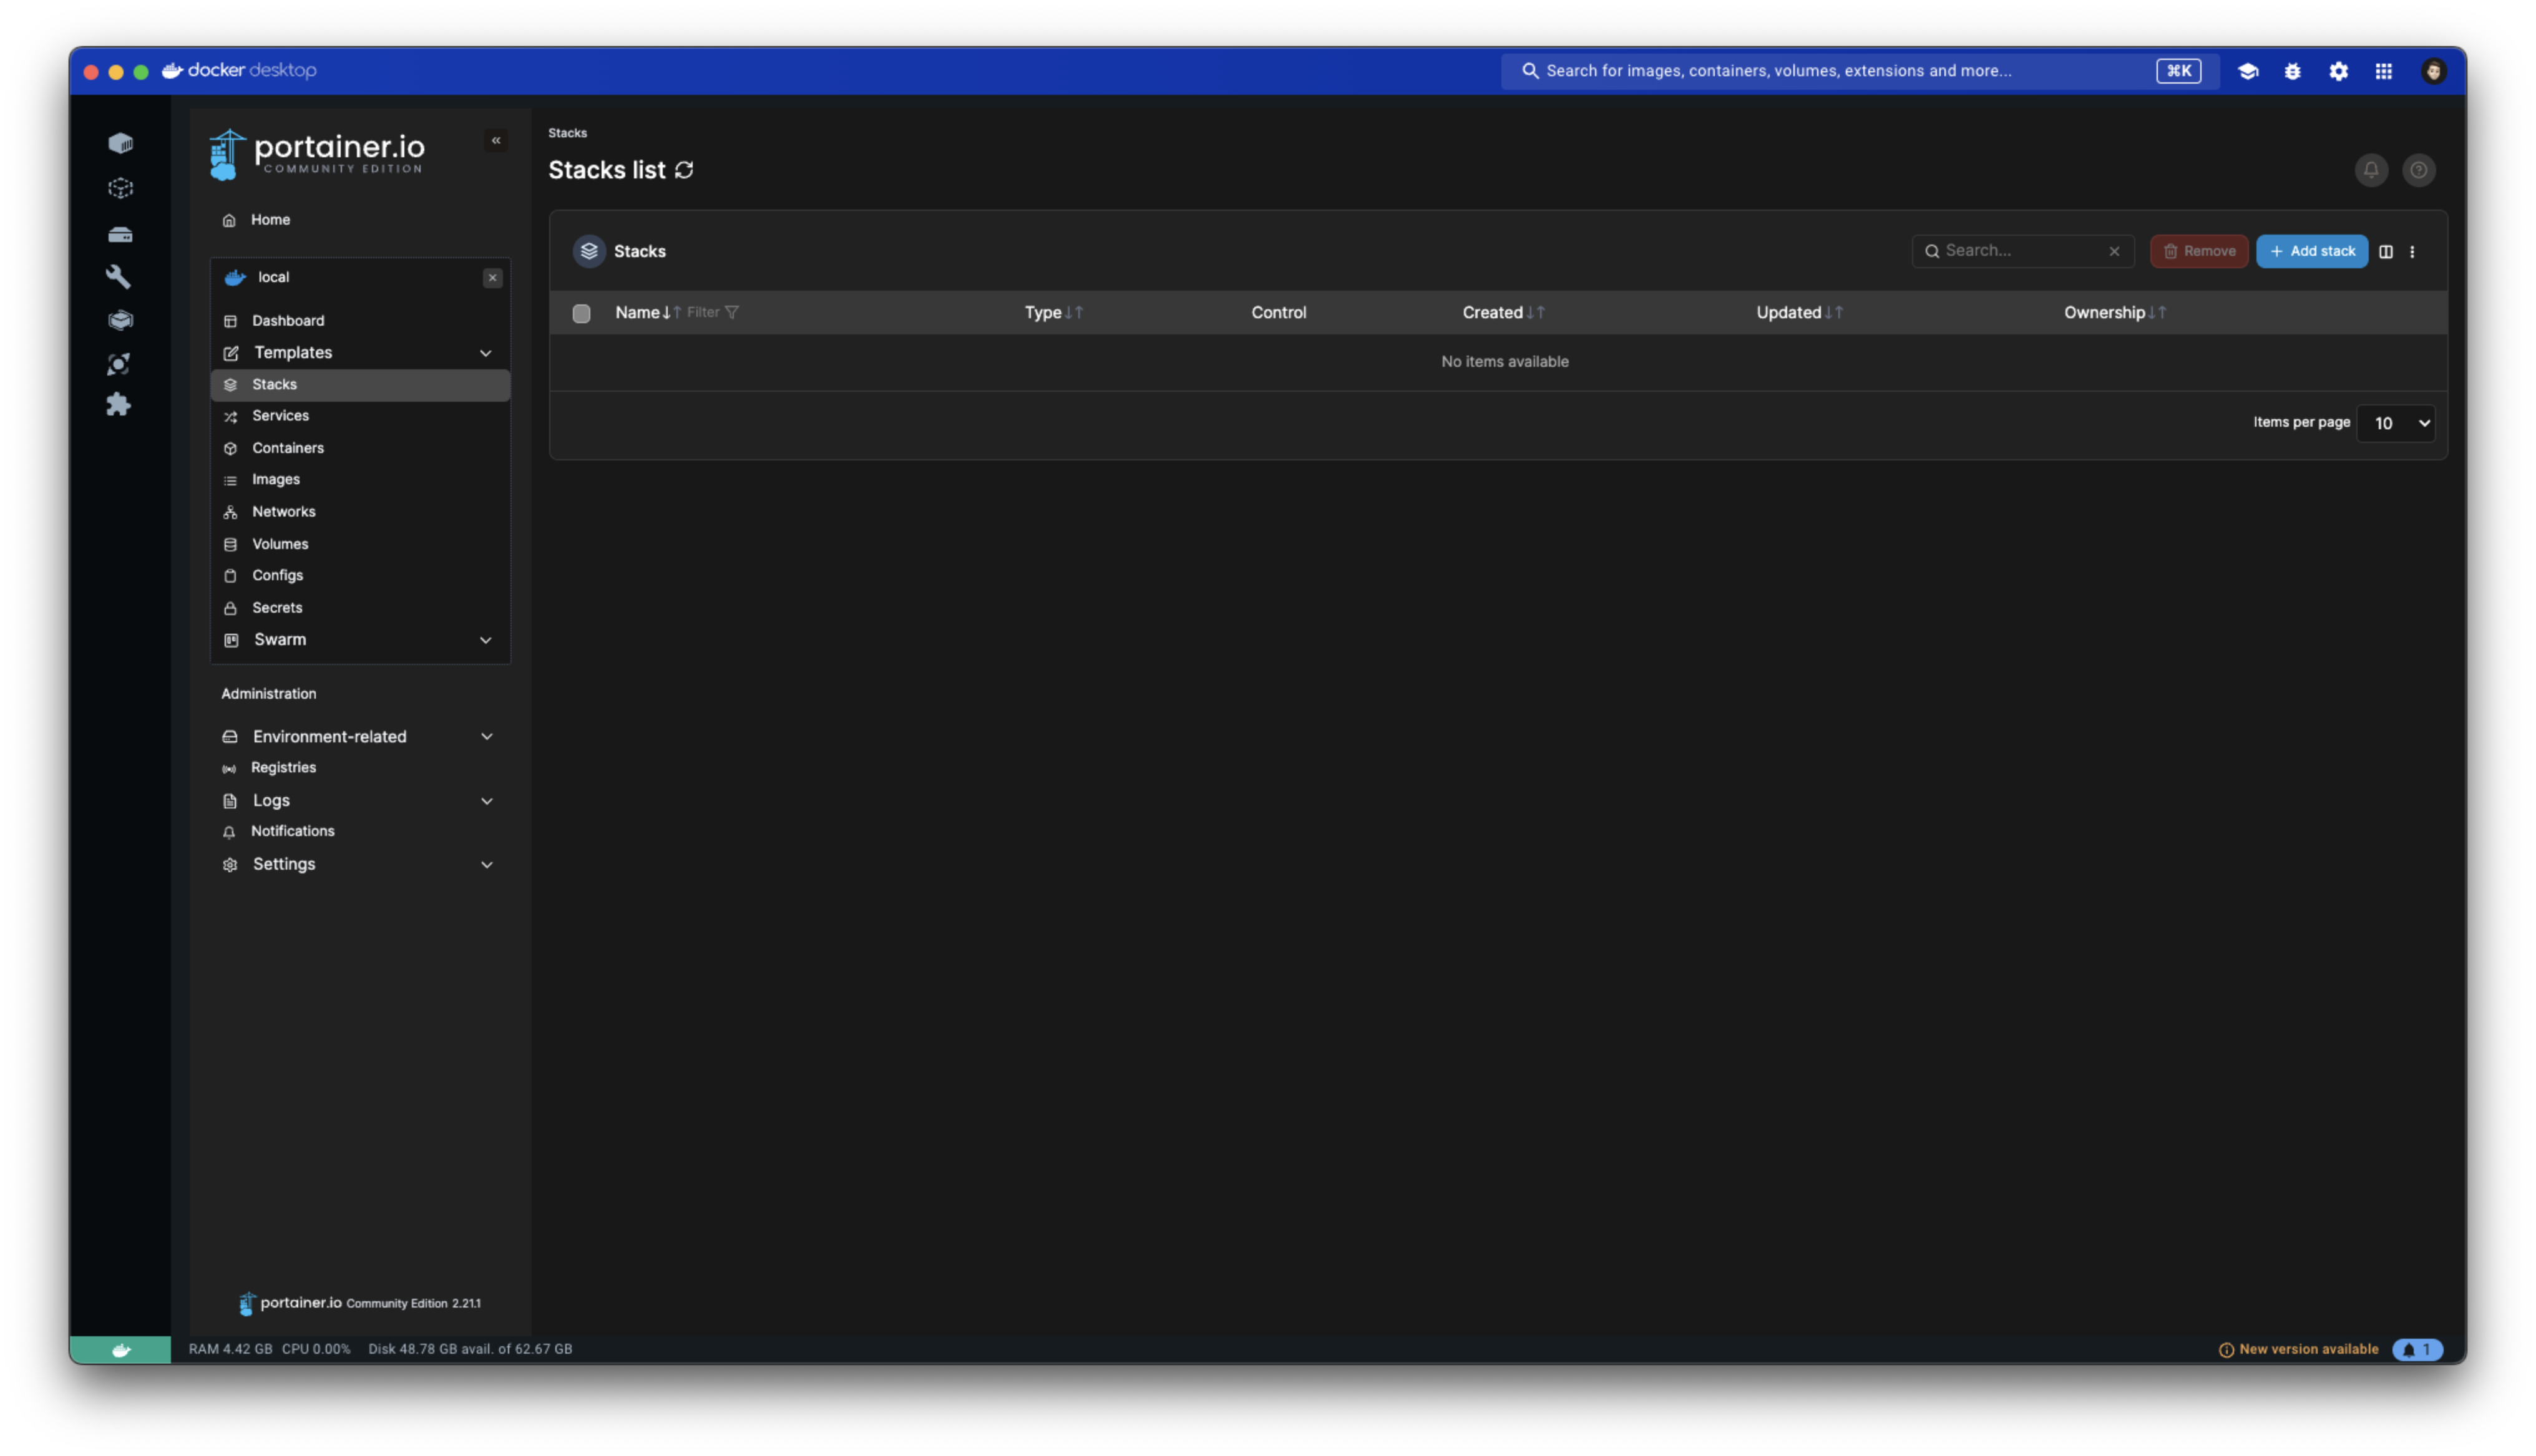 docker desktop
Search for images, containers, volumes, extensions and more...
⌘K
portainer.io
COMMUNITY EDITION
Home
local
Dashboard
Templates
Stacks
Services
Containers
Images
Networks
Volumes
Configs
Secrets
Swarm
Administration
Environment-related
Registries
Logs
Notifications
Settings
portainer.io Community Edition 2.21.1
Stacks
Stacks list
Stacks
Search...
Remove
+ Add stack
Name Filter Type Control Created Updated Ownership
No items available
Items per page 10
RAM 4.42 GB CPU 0.00% Disk 48.78 GB avail. of 62.67 GB
New version available
1